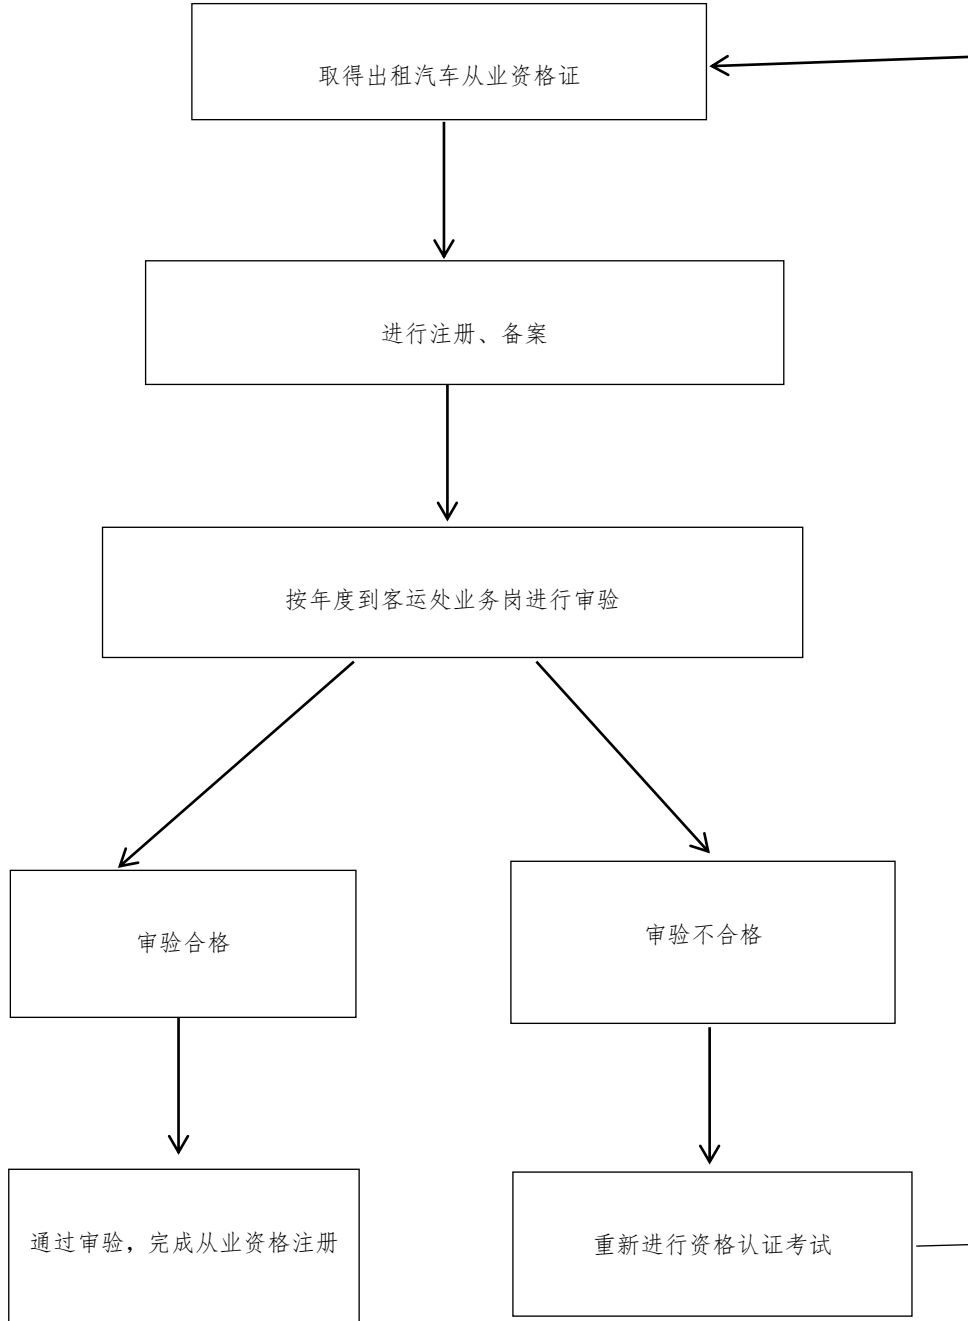 取得出租汽车从业资格证
进行注册、备案
按年度到客运处业务岗进行审验
审验合格
审验不合格
通过审验，完成从业资格注册
重新进行资格认证考试